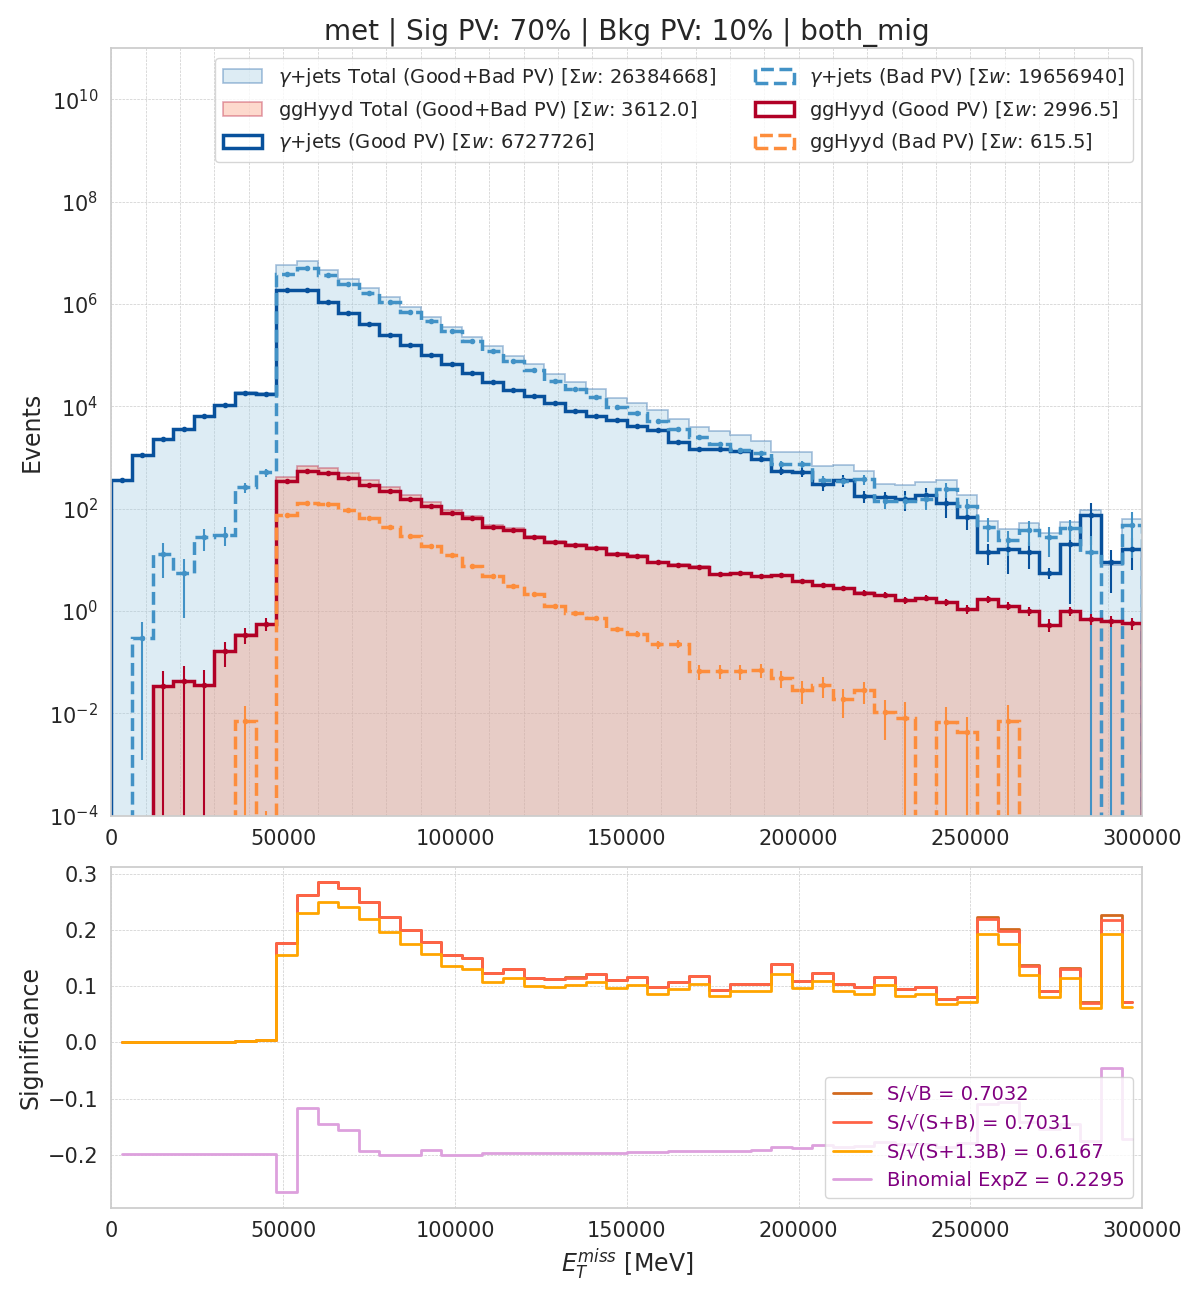 met | Sig PV: 70% | Bkg PV: 10% | both_mig
γ+jets Total (Good+Bad PV) [Σw: 26384668]
ggHyyd Total (Good+Bad PV) [Σw: 3612.0]
γ+jets (Good PV) [Σw: 6727726]
γ+jets (Bad PV) [Σw: 19656940]
ggHyyd (Good PV) [Σw: 2996.5]
ggHyyd (Bad PV) [Σw: 615.5]
Events
10^10
10^8
10^6
10^4
10^2
10^0
10^−2
10^−4
0 50000 100000 150000 200000 250000 300000
Significance
0.3
0.2
0.1
0.0
−0.1
−0.2
S/√B = 0.7032
S/√(S+B) = 0.7031
S/√(S+1.3B) = 0.6167
Binomial ExpZ = 0.2295
0 50000 100000 150000 200000 250000 300000
E_T^miss [MeV]